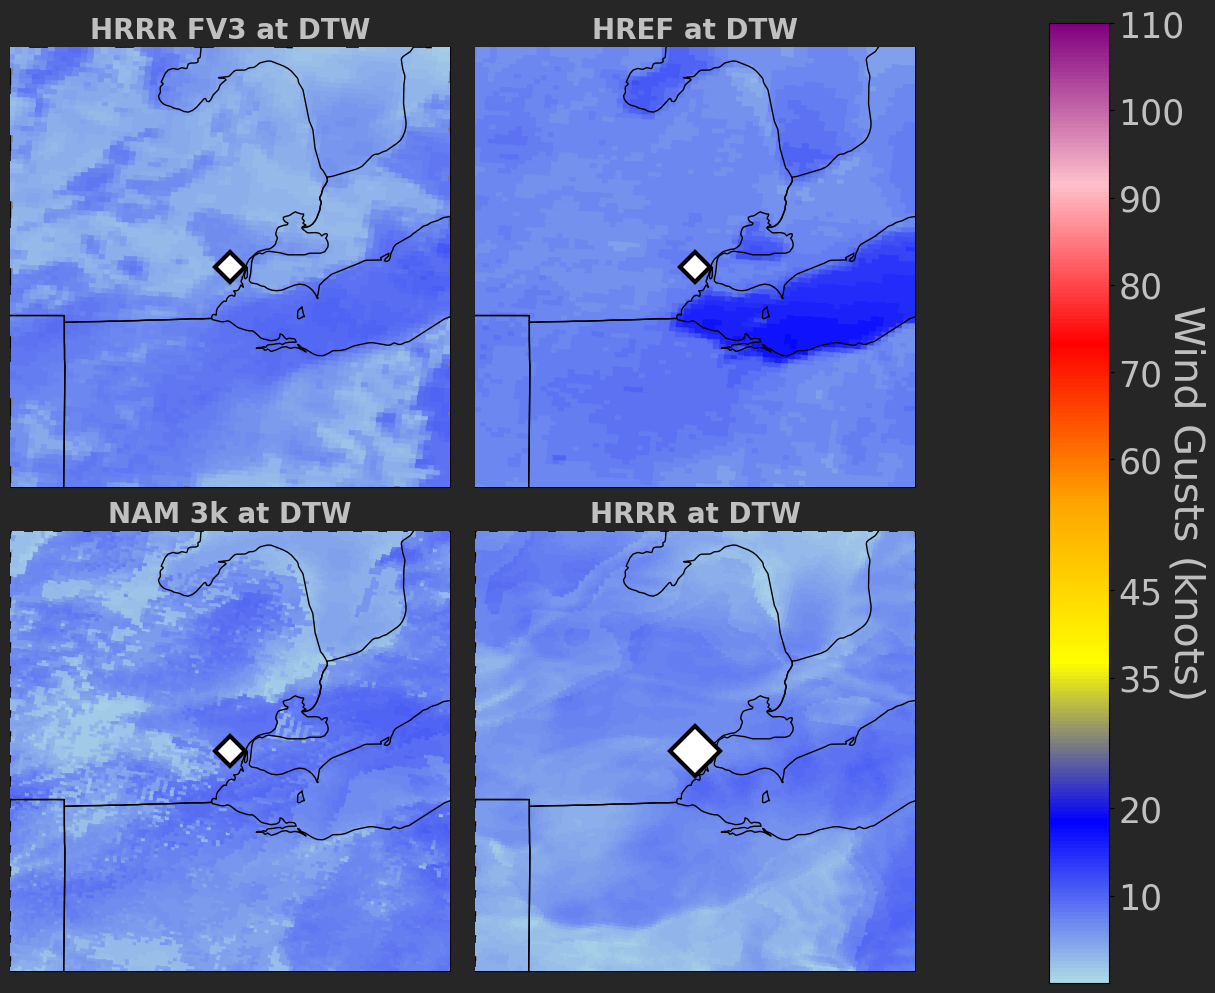 HRRR FV3 at DTW
HREF at DTW
NAM 3k at DTW
HRRR at DTW
110
100
90
80
70
60
45
35
20
10
Wind Gusts (knots)